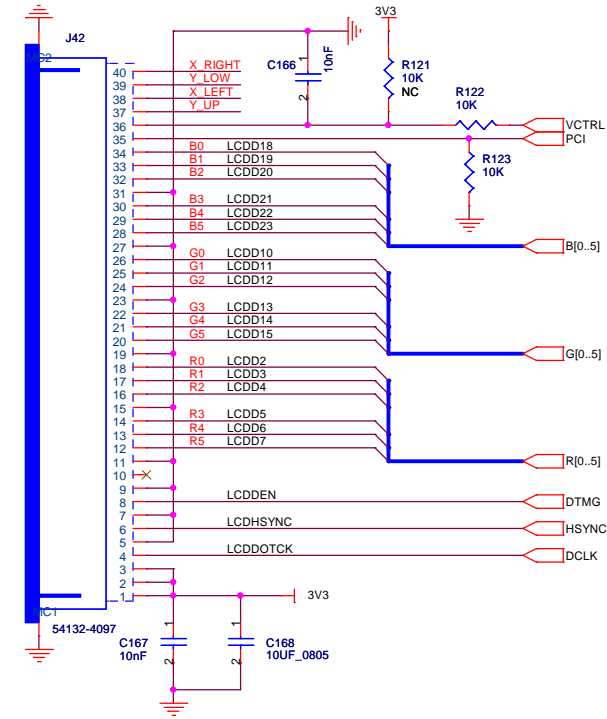 3V3
J42
MC2
C166
1
10nF
2
R121
10K
NC
R122
10K
VCTRL
PCI
R123
10K
40 X_RIGHT
39 Y_LOW
38 X_LEFT
37 Y_UP
36
35
34 B0 LCDD18
33 B1 LCDD19
32 B2 LCDD20
31
30 B3 LCDD21
29 B4 LCDD22
28 B5 LCDD23
27
B[0..5]
26 G0 LCDD10
25 G1 LCDD11
24 G2 LCDD12
23
22 G3 LCDD13
21 G4 LCDD14
20 G5 LCDD15
19
G[0..5]
18 R0 LCDD2
17 R1 LCDD3
16 R2 LCDD4
15
14 R3 LCDD5
13 R4 LCDD6
12 R5 LCDD7
11
R[0..5]
10
9
8 LCDDEN DTMG
7
6 LCDHSYNC HSYNC
5
4 LCDDOTCK DCLK
3
2
1
3V3
MC1
54132-4097
C167
10nF
1
2
C168
10UF_0805
1
2